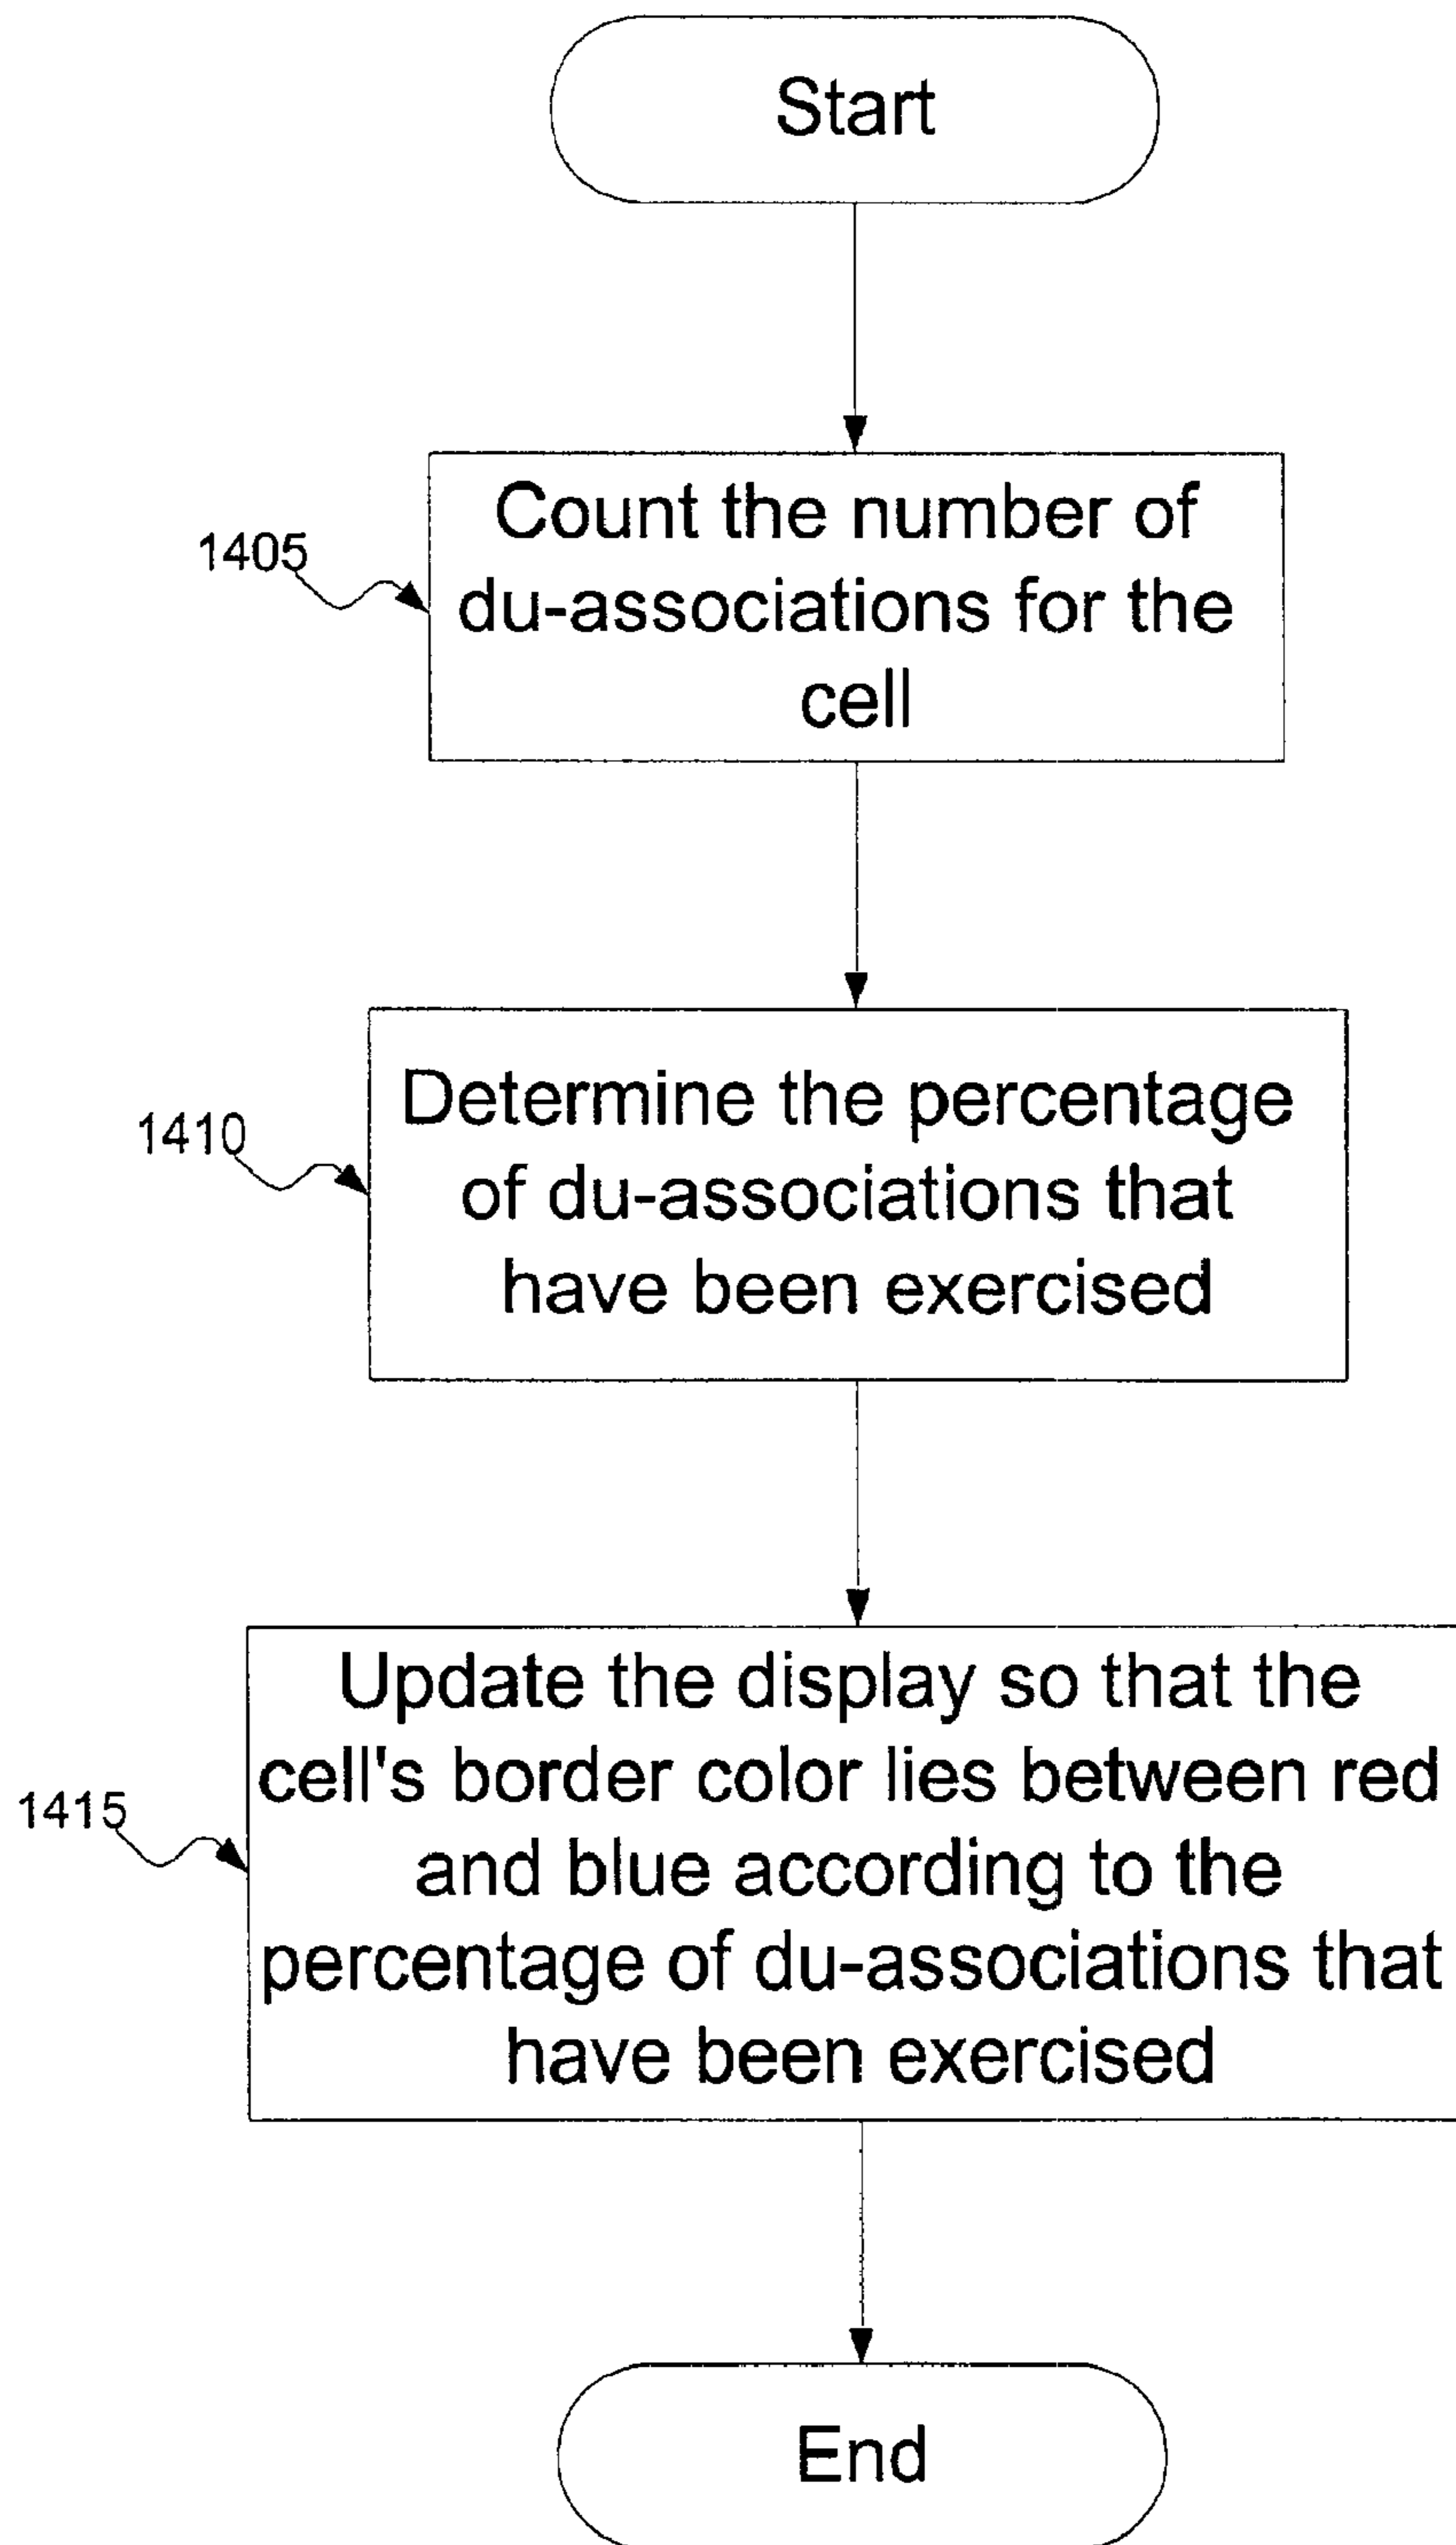 Start
1405
Count the number of
du-associations for the
cell
1410
Determine the percentage
of du-associations that
have been exercised
1415
Update the display so that the
cell's border color lies between red
and blue according to the
percentage of du-associations that
have been exercised
End